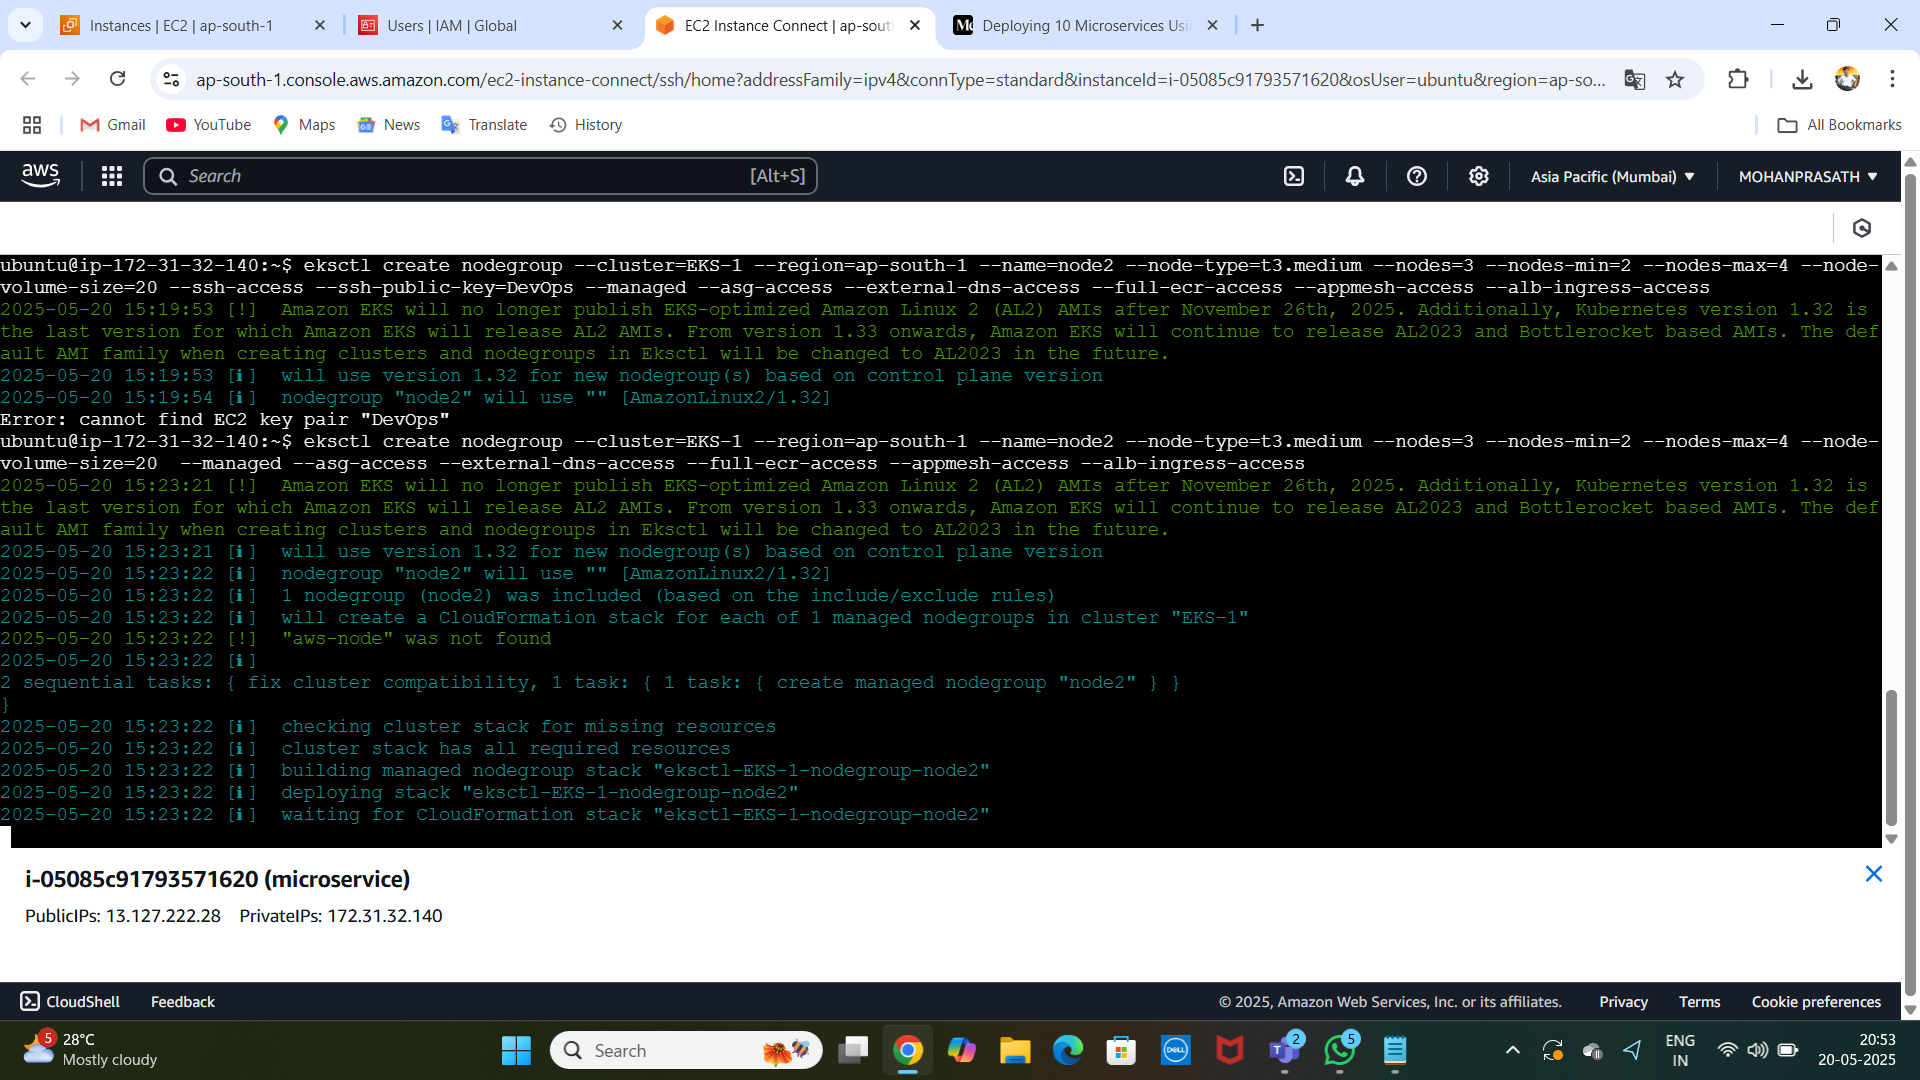 Instances | EC2 | ap-south-1
Users | IAM | Global
EC2 Instance Connect | ap-sout
Deploying 10 Microservices Usi
ap-south-1.console.aws.amazon.com/ec2-instance-connect/ssh/home?addressFamily=ipv4&connType=standard&instanceId=i-05085c91793571620&osUser=ubuntu&region=ap-so...
Gmail YouTube Maps News Translate History All Bookmarks
aws Search [Alt+S] Asia Pacific (Mumbai) MOHANPRASATH
ubuntu@ip-172-31-32-140:~$ eksctl create nodegroup --cluster=EKS-1 --region=ap-south-1 --name=node2 --node-type=t3.medium --nodes=3 --nodes-min=2 --nodes-max=4 --node-
volume-size=20 --ssh-access --ssh-public-key=DevOps --managed --asg-access --external-dns-access --full-ecr-access --appmesh-access --alb-ingress-access
2025-05-20 15:19:53 [!]  Amazon EKS will no longer publish EKS-optimized Amazon Linux 2 (AL2) AMIs after November 26th, 2025. Additionally, Kubernetes version 1.32 is
the last version for which Amazon EKS will release AL2 AMIs. From version 1.33 onwards, Amazon EKS will continue to release AL2023 and Bottlerocket based AMIs. The def
ault AMI family when creating clusters and nodegroups in Eksctl will be changed to AL2023 in the future.
2025-05-20 15:19:53 [ℹ]  will use version 1.32 for new nodegroup(s) based on control plane version
2025-05-20 15:19:54 [ℹ]  nodegroup "node2" will use "" [AmazonLinux2/1.32]
Error: cannot find EC2 key pair "DevOps"
ubuntu@ip-172-31-32-140:~$ eksctl create nodegroup --cluster=EKS-1 --region=ap-south-1 --name=node2 --node-type=t3.medium --nodes=3 --nodes-min=2 --nodes-max=4 --node-
volume-size=20  --managed --asg-access --external-dns-access --full-ecr-access --appmesh-access --alb-ingress-access
2025-05-20 15:23:21 [!]  Amazon EKS will no longer publish EKS-optimized Amazon Linux 2 (AL2) AMIs after November 26th, 2025. Additionally, Kubernetes version 1.32 is
the last version for which Amazon EKS will release AL2 AMIs. From version 1.33 onwards, Amazon EKS will continue to release AL2023 and Bottlerocket based AMIs. The def
ault AMI family when creating clusters and nodegroups in Eksctl will be changed to AL2023 in the future.
2025-05-20 15:23:21 [ℹ]  will use version 1.32 for new nodegroup(s) based on control plane version
2025-05-20 15:23:22 [ℹ]  nodegroup "node2" will use "" [AmazonLinux2/1.32]
2025-05-20 15:23:22 [ℹ]  1 nodegroup (node2) was included (based on the include/exclude rules)
2025-05-20 15:23:22 [ℹ]  will create a CloudFormation stack for each of 1 managed nodegroups in cluster "EKS-1"
2025-05-20 15:23:22 [!]  "aws-node" was not found
2025-05-20 15:23:22 [ℹ]
2 sequential tasks: { fix cluster compatibility, 1 task: { 1 task: { create managed nodegroup "node2" } }
}
2025-05-20 15:23:22 [ℹ]  checking cluster stack for missing resources
2025-05-20 15:23:22 [ℹ]  cluster stack has all required resources
2025-05-20 15:23:22 [ℹ]  building managed nodegroup stack "eksctl-EKS-1-nodegroup-node2"
2025-05-20 15:23:22 [ℹ]  deploying stack "eksctl-EKS-1-nodegroup-node2"
2025-05-20 15:23:22 [ℹ]  waiting for CloudFormation stack "eksctl-EKS-1-nodegroup-node2"
i-05085c91793571620 (microservice)
PublicIPs: 13.127.222.28 PrivateIPs: 172.31.32.140
CloudShell Feedback © 2025, Amazon Web Services, Inc. or its affiliates. Privacy Terms Cookie preferences
5 28°C Mostly cloudy
Search
DELL
2
5
ENG IN
20:53
20-05-2025